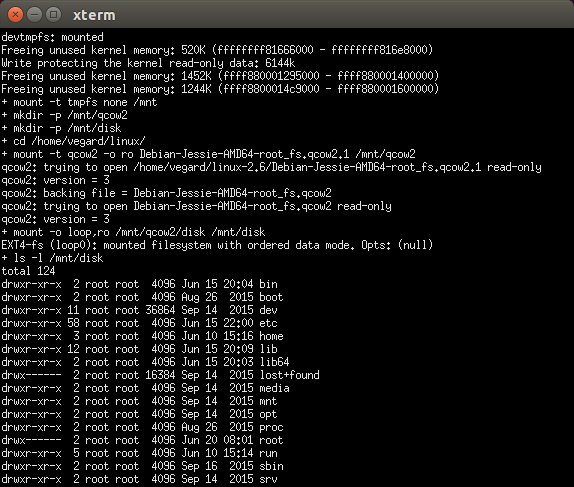 xterm
devtmpfs: mounted
Freeing unused kernel memory: 520K (ffffffff81666000 - ffffffff816e8000)
Write protecting the kernel read-only data: 6144k
Freeing unused kernel memory: 1452K (ffff880001295000 - ffff880001400000)
Freeing unused kernel memory: 1244K (ffff8800014c9000 - ffff880001600000)
+ mount -t tmpfs none /mnt
+ mkdir -p /mnt/qcow2
+ mkdir -p /mnt/disk
+ cd /home/vegard/linux/
+ mount -t qcow2 -o ro Debian-Jessie-AMD64-root_fs.qcow2.1 /mnt/qcow2
qcow2: trying to open /home/vegard/linux-2.6/Debian-Jessie-AMD64-root_fs.qcow2.1 read-only
qcow2: version = 3
qcow2: backing file = Debian-Jessie-AMD64-root_fs.qcow2
qcow2: trying to open Debian-Jessie-AMD64-root_fs.qcow2 read-only
qcow2: version = 3
+ mount -o loop,ro /mnt/qcow2/disk /mnt/disk
EXT4-fs (loop0): mounted filesystem with ordered data mode. Opts: (null)
+ ls -l /mnt/disk
total 124
drwxr-xr-x  2 root root  4096 Jun 15 20:04 bin
drwxr-xr-x  2 root root  4096 Aug 26  2015 boot
drwxr-xr-x 11 root root 36864 Sep 14  2015 dev
drwxr-xr-x 58 root root  4096 Jun 15 22:00 etc
drwxr-xr-x  3 root root  4096 Jun 10 15:16 home
drwxr-xr-x 12 root root  4096 Jun 15 20:09 lib
drwxr-xr-x  2 root root  4096 Jun 15 20:03 lib64
drwx------  2 root root 16384 Sep 14  2015 lost+found
drwxr-xr-x  2 root root  4096 Sep 14  2015 media
drwxr-xr-x  2 root root  4096 Sep 14  2015 mnt
drwxr-xr-x  2 root root  4096 Sep 14  2015 opt
drwxr-xr-x  2 root root  4096 Aug 26  2015 proc
drwx------  2 root root  4096 Jun 20 08:01 root
drwxr-xr-x  5 root root  4096 Jun 10 15:14 run
drwxr-xr-x  2 root root  4096 Sep 16  2015 sbin
drwxr-xr-x  2 root root  4096 Sep 14  2015 srv